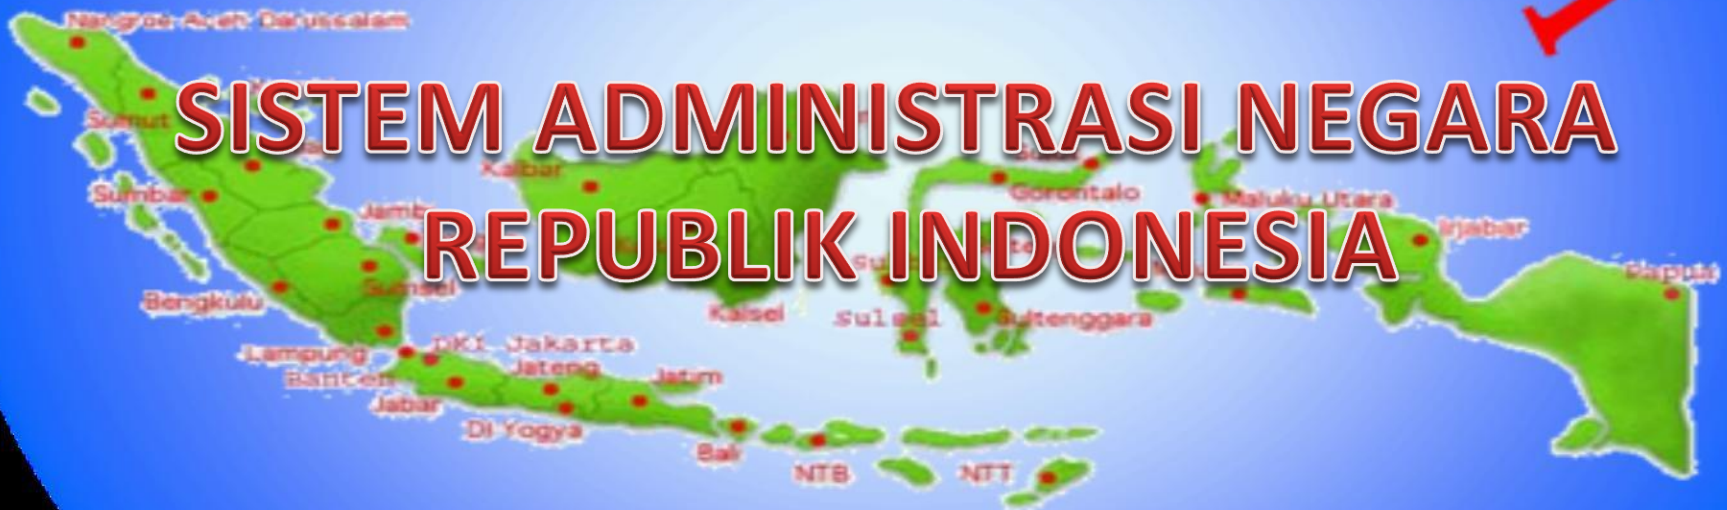 Nangroe Aceh Darussalam
SISTEM ADMINISTRASI NEGARA
Sumut
Kalbar
Gorontalo
Sumbar
Maluku Utara
Jambi
REPUBLIK INDONESIA
Irjabar
Papua
Sumsel
Bengkulu
Kalsel
Sulsel
Sultenggara
Lampung
DKI Jakarta
Banten
Jateng
Jatim
Jabar
DI Yogya
Bali
NTB
NTT